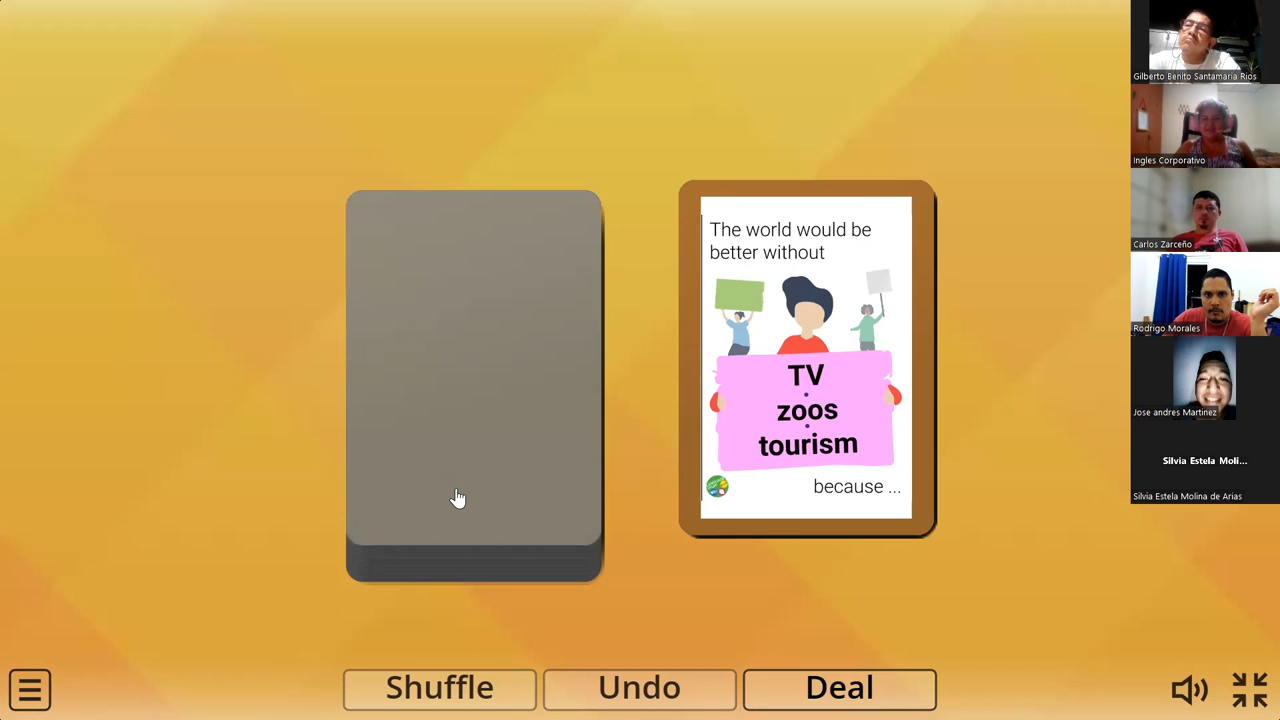 The world would be
better without
TV
zoos
tourism
because ...
Shuffle
Undo
Deal
Gilberto Benito Santamaria Rios
Ingles Corporativo
Carlos Zarceño
Rodrigo Morales
Jose andres Martinez
Silvia Estela Moli...
Silvia Estela Molina de Arias